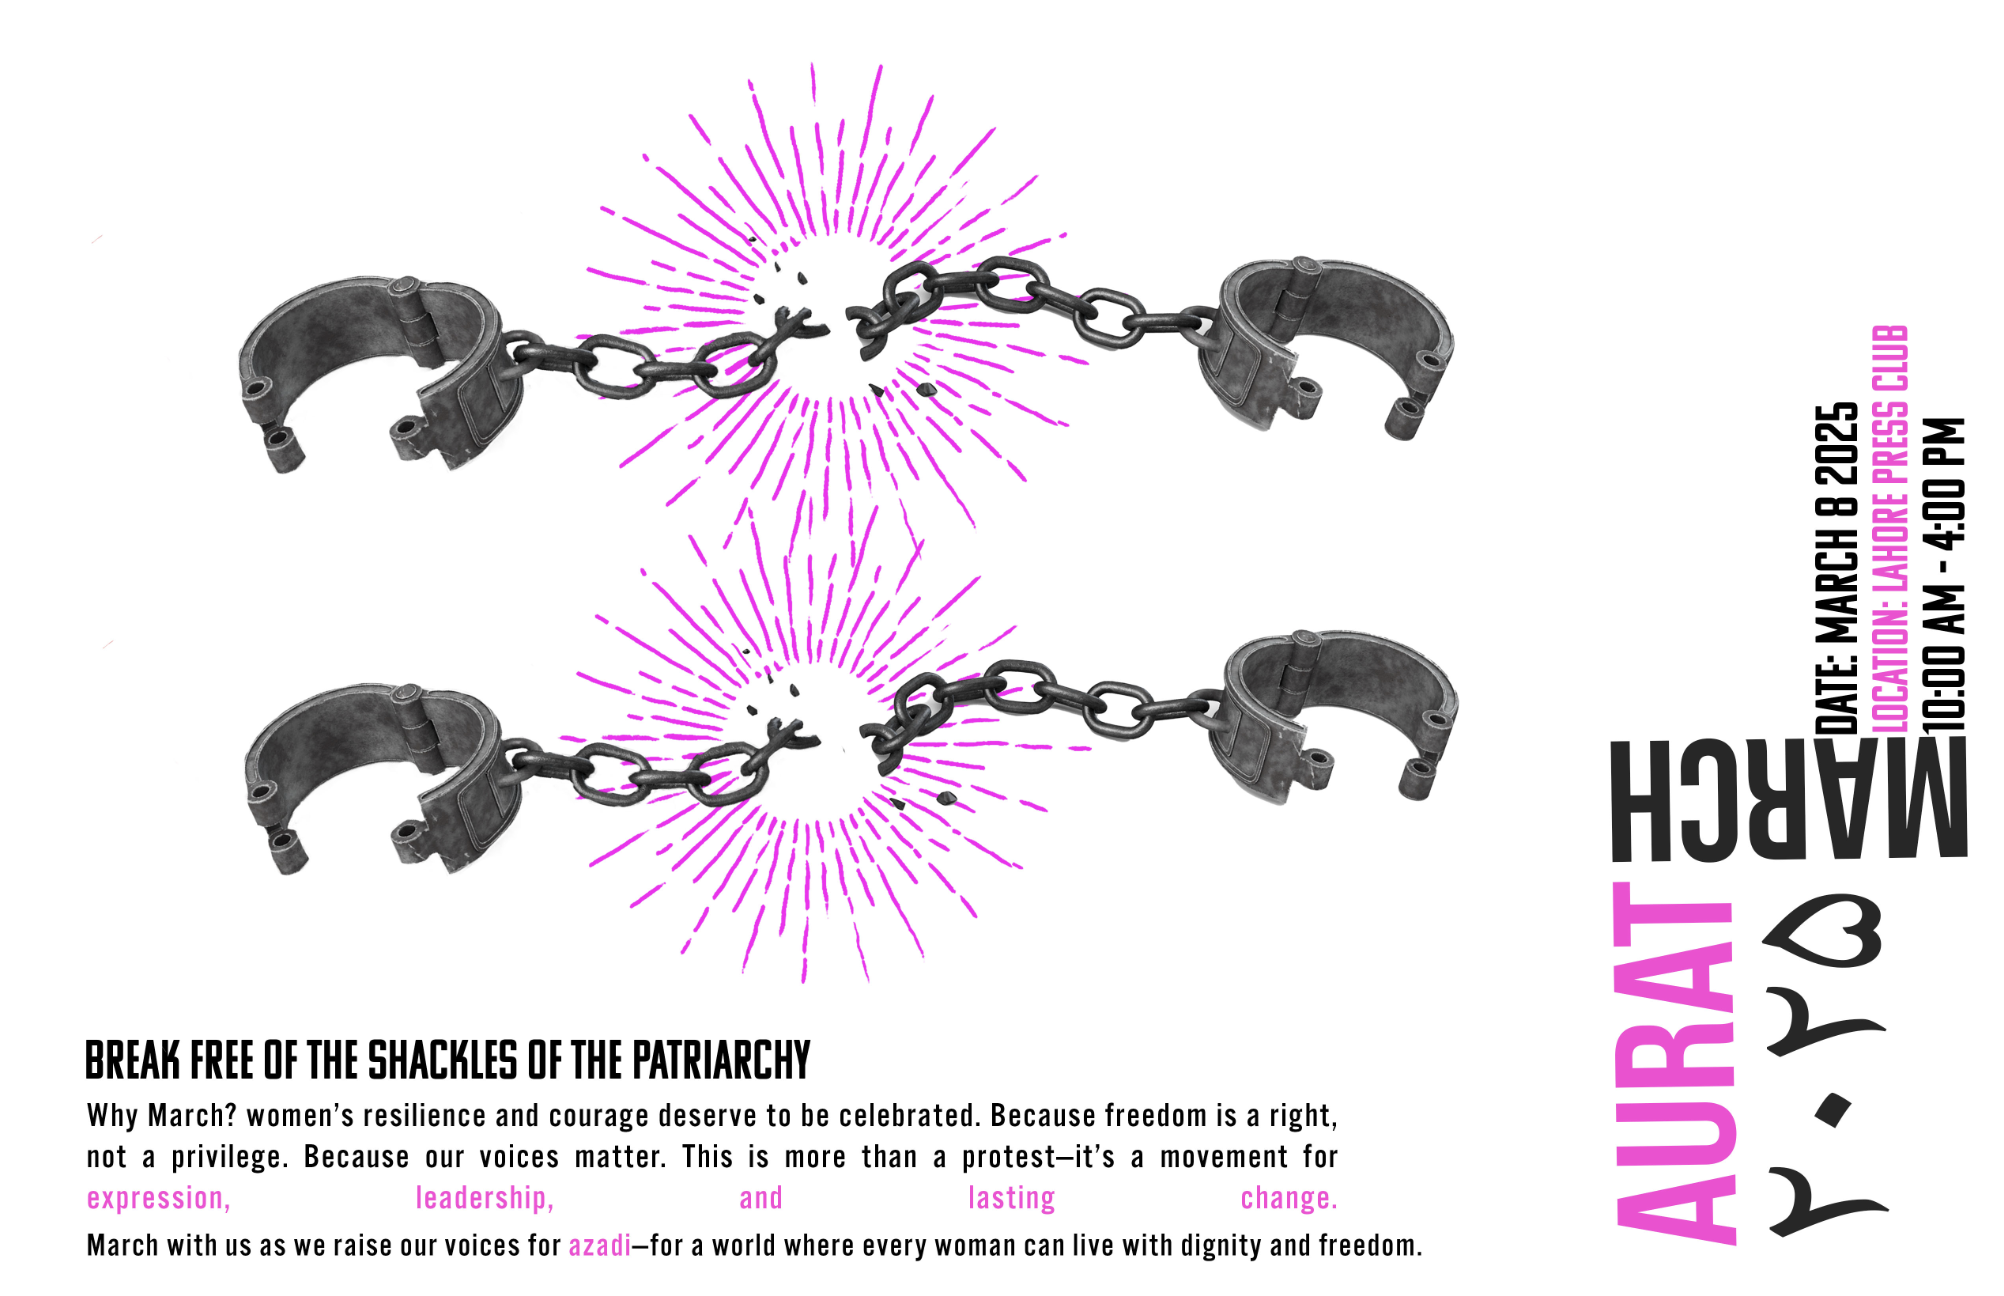 BREAK FREE OF THE SHACKLES OF THE PATRIARCHY
Why March? women’s resilience and courage deserve to be celebrated. Because freedom is a right,
not a privilege. Because our voices matter. This is more than a protest—it’s a movement for
expression, leadership, and lasting change.
March with us as we raise our voices for azadi—for a world where every woman can live with dignity and freedom.
AURAT
MARCH
۲۰۲۵
DATE: MARCH 8 2025
LOCATION: LAHORE PRESS CLUB
10:00 AM - 4:00 PM